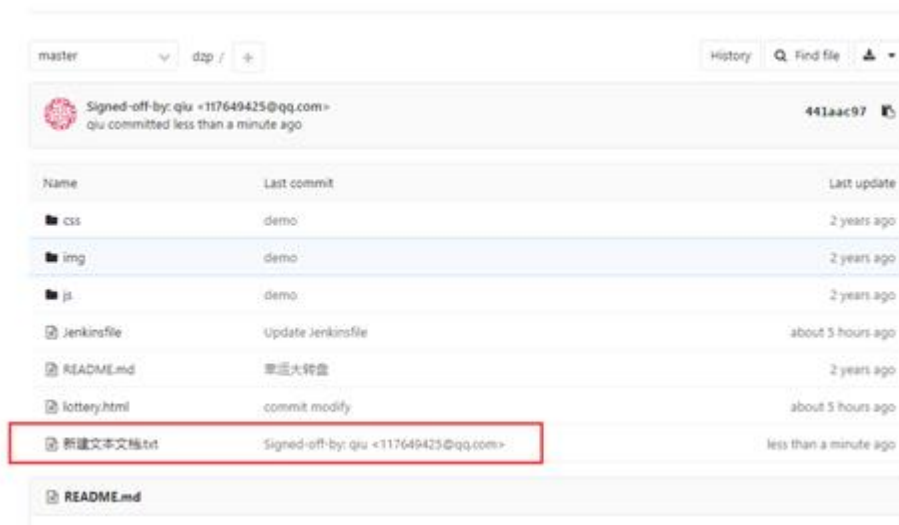 master dzp / + History Find file
Signed-off-by: qiu <117649425@qq.com>
qiu committed less than a minute ago 441aac97
Name Last commit Last update
css demo 2 years ago
img demo 2 years ago
js demo 2 years ago
Jenkinsfile Update Jenkinsfile about 5 hours ago
README.md 幸运大转盘 2 years ago
lottery.html commit modify about 5 hours ago
新建文本文档.txt Signed-off-by: qiu <117649425@qq.com> less than a minute ago
README.md